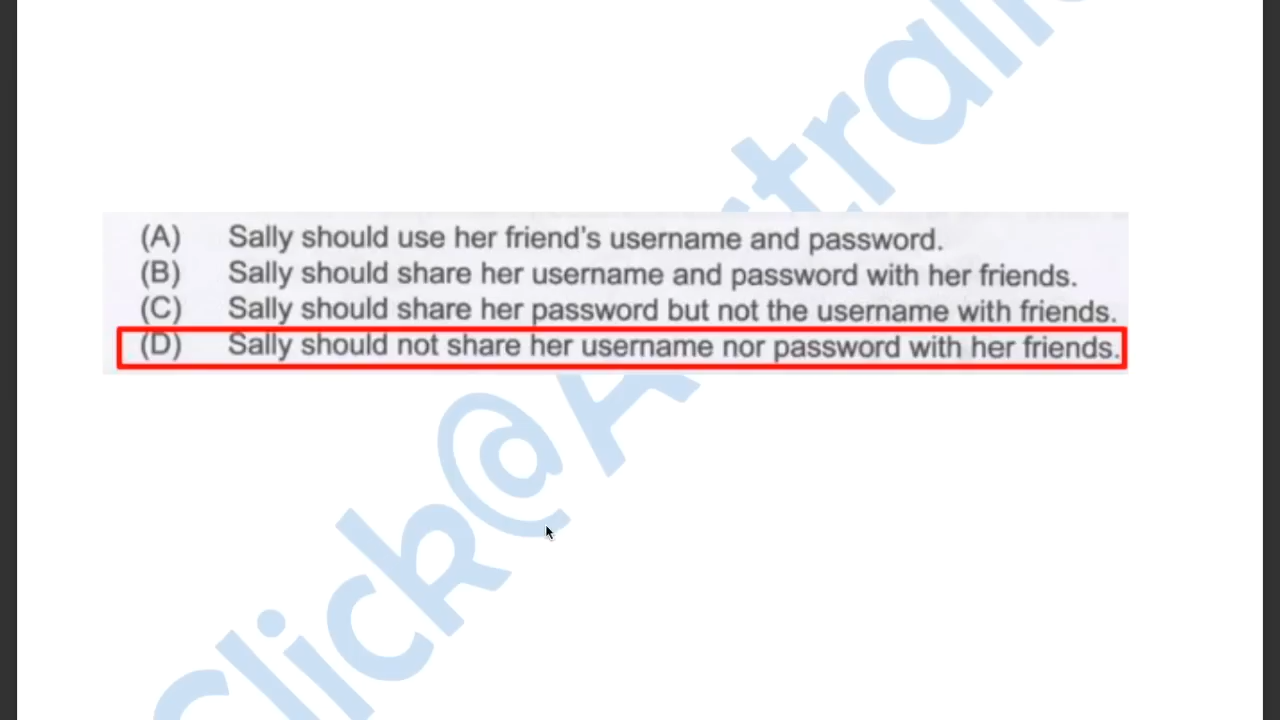 (A) Sally should use her friend's username and password.
(B) Sally should share her username and password with her friends.
(C) Sally should share her password but not the username with friends.
(D) Sally should not share her username nor password with her friends.
Click@Australia